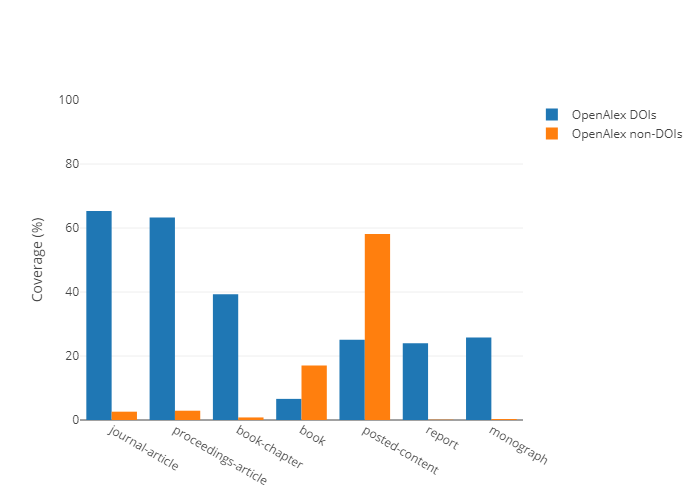 100
80
60
40
20
0
Coverage (%)
journal-article
proceedings-article
book-chapter
book
posted-content
report
monograph
OpenAlex DOIs
OpenAlex non-DOIs